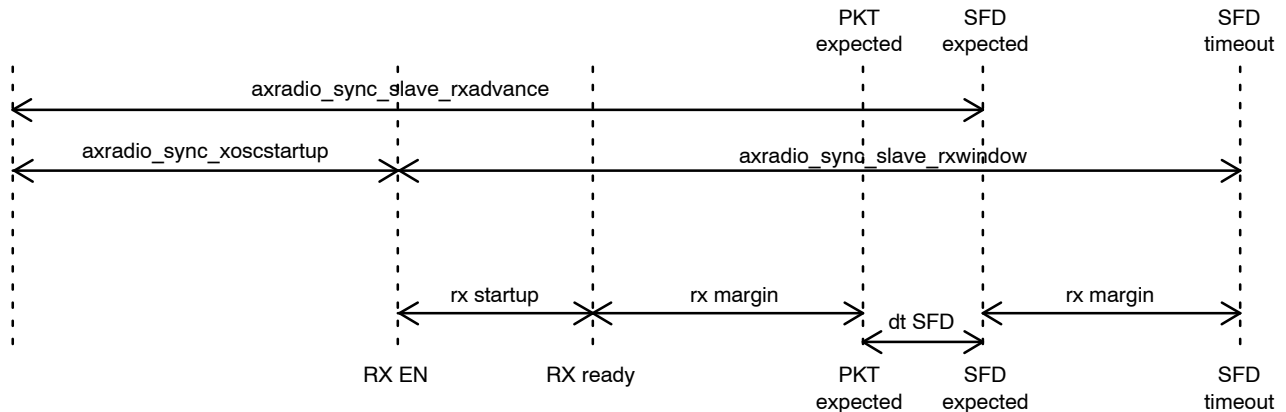 PKT SFD SFD
expected expected timeout
axradio_sync_slave_rxadvance
axradio_sync_xoscstartup axradio_sync_slave_rxwindow
rx startup rx margin rx margin
dt SFD
RX EN RX ready PKT SFD SFD
expected expected timeout